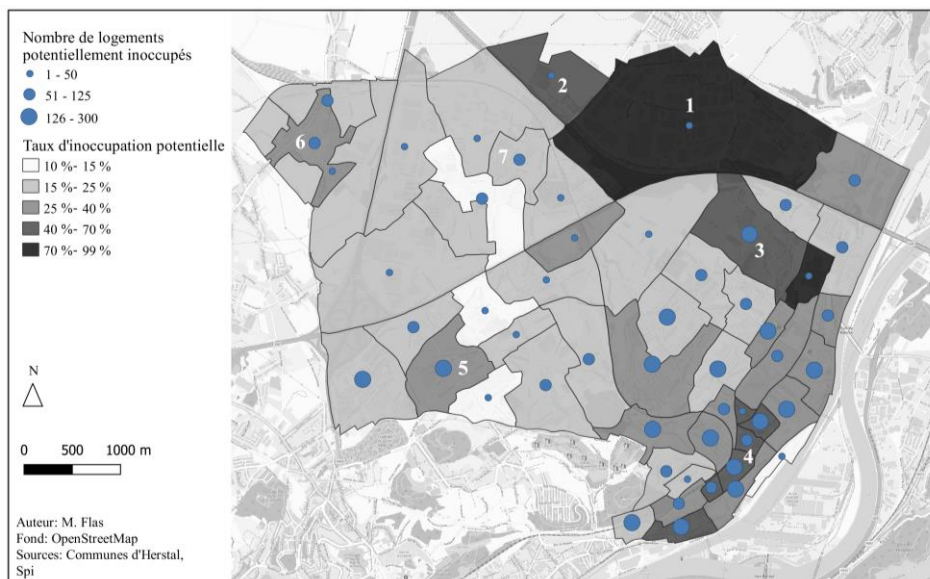 Nombre de logements
potentiellement inoccupés
1 - 50
51 - 125
126 - 300
Taux d'inoccupation potentielle
10 %- 15 %
15 %- 25 %
25 %- 40 %
40 %- 70 %
70 %- 99 %
N
0 500 1000 m
Auteur: M. Flas
Fond: OpenStreetMap
Sources: Communes d'Herstal,
Spi
1
2
6
7
3
5
4